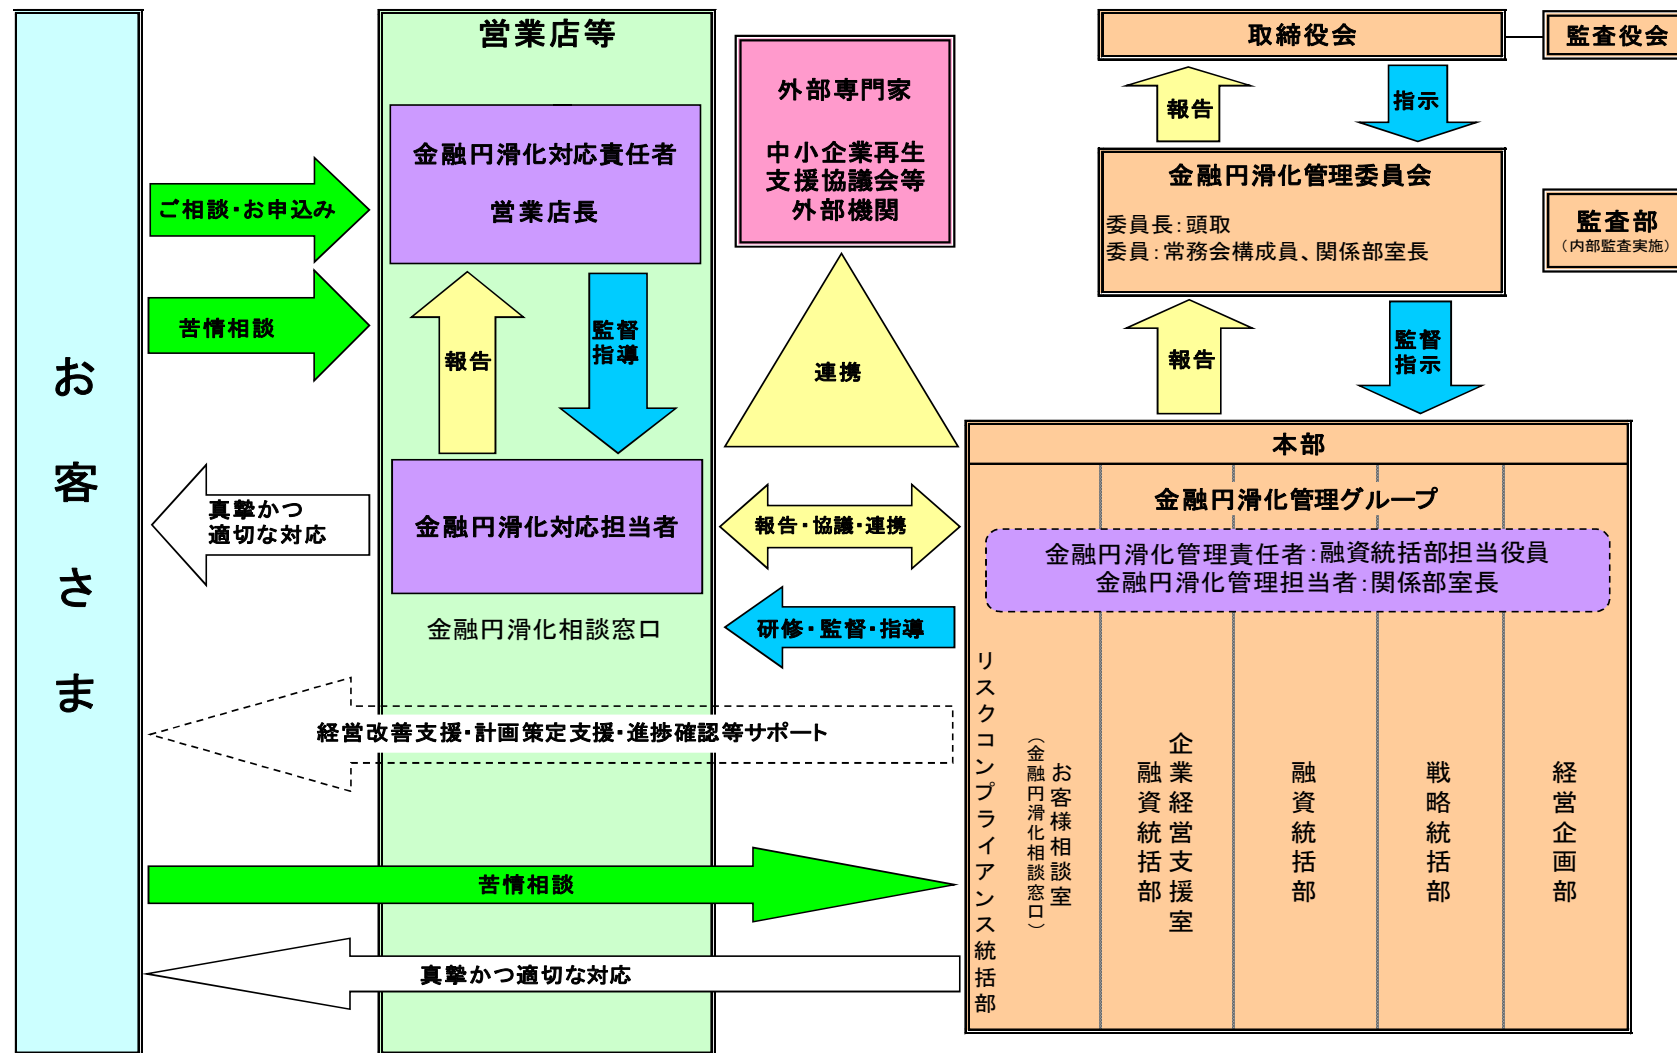 お客さま
ご相談・お申込み
苦情相談
真摯かつ
適切な対応
営業店等
金融円滑化対応責任者
営業店長
報告
監督
指導
金融円滑化対応担当者
金融円滑化相談窓口
経営改善支援・計画策定支援・進捗確認等サポート
苦情相談
真摯かつ適切な対応
外部専門家
中小企業再生
支援協議会等
外部機関
連携
報告・協議・連携
研修・監督・指導
取締役会
監査役会
報告
指示
金融円滑化管理委員会
委員長：頭取
委員：常務会構成員、関係部室長
監査部
（内部監査実施）
報告
監督
指示
本部
金融円滑化管理グループ
金融円滑化管理責任者：融資統括部担当役員
金融円滑化管理担当者：関係部室長
リスクコンプライアンス統括部
お客様相談室
（金融円滑化相談窓口）
融資統括部
企業経営支援室
融資統括部
戦略統括部
経営企画部